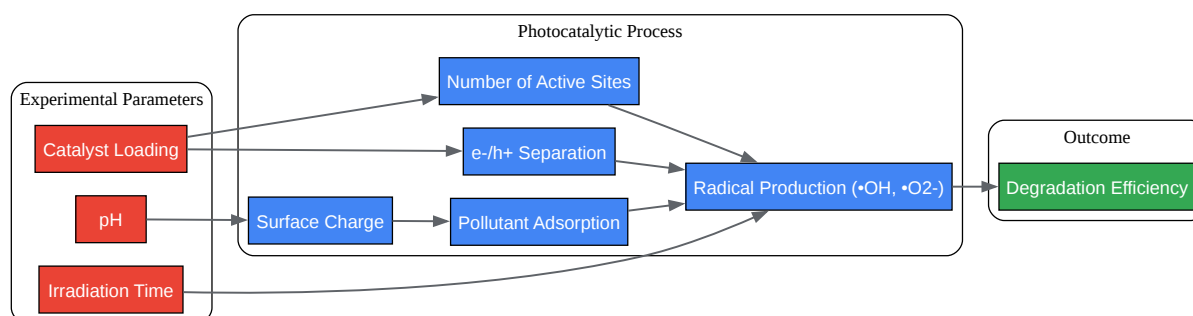 Photocatalytic Process
Number of Active Sites
Experimental Parameters
Catalyst Loading
e-/h+ Separation
Outcome
Radical Production (•OH, •O2-)
Degradation Efficiency
pH
Surface Charge
Pollutant Adsorption
Irradiation Time